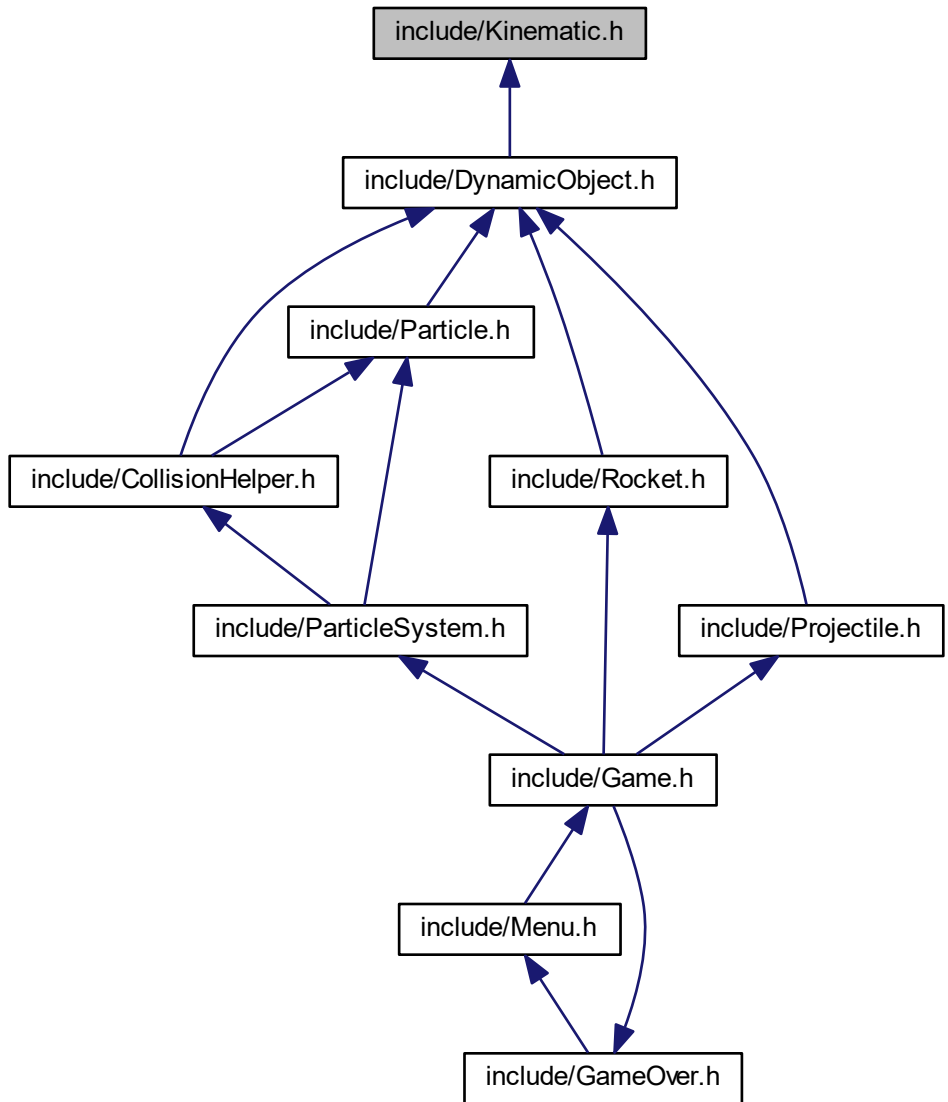 include/Kinematic.h
include/DynamicObject.h
include/Particle.h
include/CollisionHelper.h
include/Rocket.h
include/ParticleSystem.h
include/Projectile.h
include/Game.h
include/Menu.h
include/GameOver.h